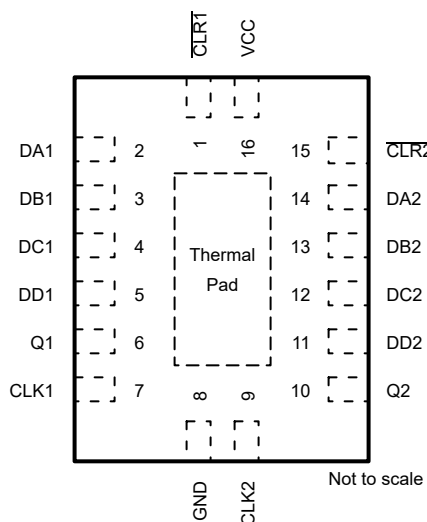 CLR1 VCC
DA1 2 1 16 15 CLR2
DB1 3 14 DA2
DC1 4 Thermal Pad 13 DB2
DD1 5 12 DC2
Q1 6 11 DD2
CLK1 7 8 9 10 Q2
GND CLK2
Not to scale